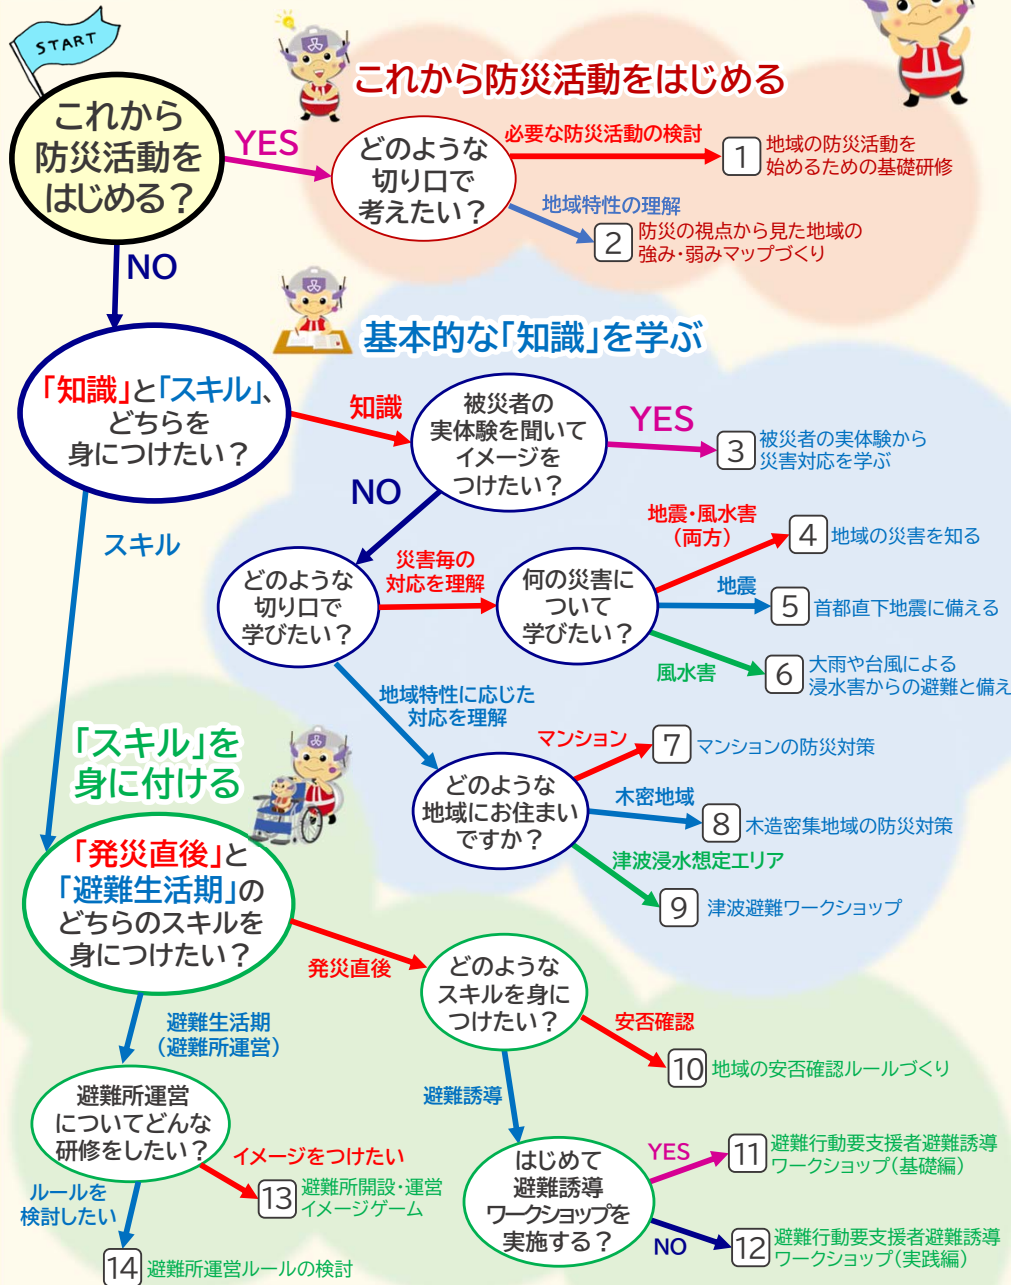 START
これから防災活動をはじめる
これから
防災活動を
はじめる？
YES
どのような
切り口で
考えたい？
必要な防災活動の検討
1
地域の防災活動を
始めるための基礎研修
地域特性の理解
2
防災の視点から見た地域の
強み・弱みマップづくり
NO
基本的な「知識」を学ぶ
「知識」と「スキル」、
どちらを
身につけたい？
知識
被災者の
実体験を聞いて
イメージを
つけたい？
YES
3
被災者の実体験から
災害対応を学ぶ
NO
スキル
どのような
切り口で
学びたい？
災害毎の
対応を理解
何の災害に
ついて
学びたい？
地震・風水害
（両方）
4
地域の災害を知る
地震
5
首都直下地震に備える
風水害
6
大雨や台風による
浸水害からの避難と備え
地域特性に応じた
対応を理解
どのような
地域にお住まい
ですか？
マンション
7
マンションの防災対策
木密地域
8
木造密集地域の防災対策
津波浸水想定エリア
9
津波避難ワークショップ
「スキル」を
身に付ける
「発災直後」と
「避難生活期」の
どちらのスキルを
身につけたい？
発災直後
どのような
スキルを身に
つけたい？
安否確認
10
地域の安否確認ルールづくり
避難誘導
はじめて
避難誘導
ワークショップを
実施する？
YES
11
避難行動要支援者避難誘導
ワークショップ（基礎編）
NO
12
避難行動要支援者避難誘導
ワークショップ（実践編）
避難生活期
（避難所運営）
避難所運営
についてどんな
研修をしたい？
イメージをつけたい
13
避難所開設・運営
イメージゲーム
ルールを
検討したい
14
避難所運営ルールの検討